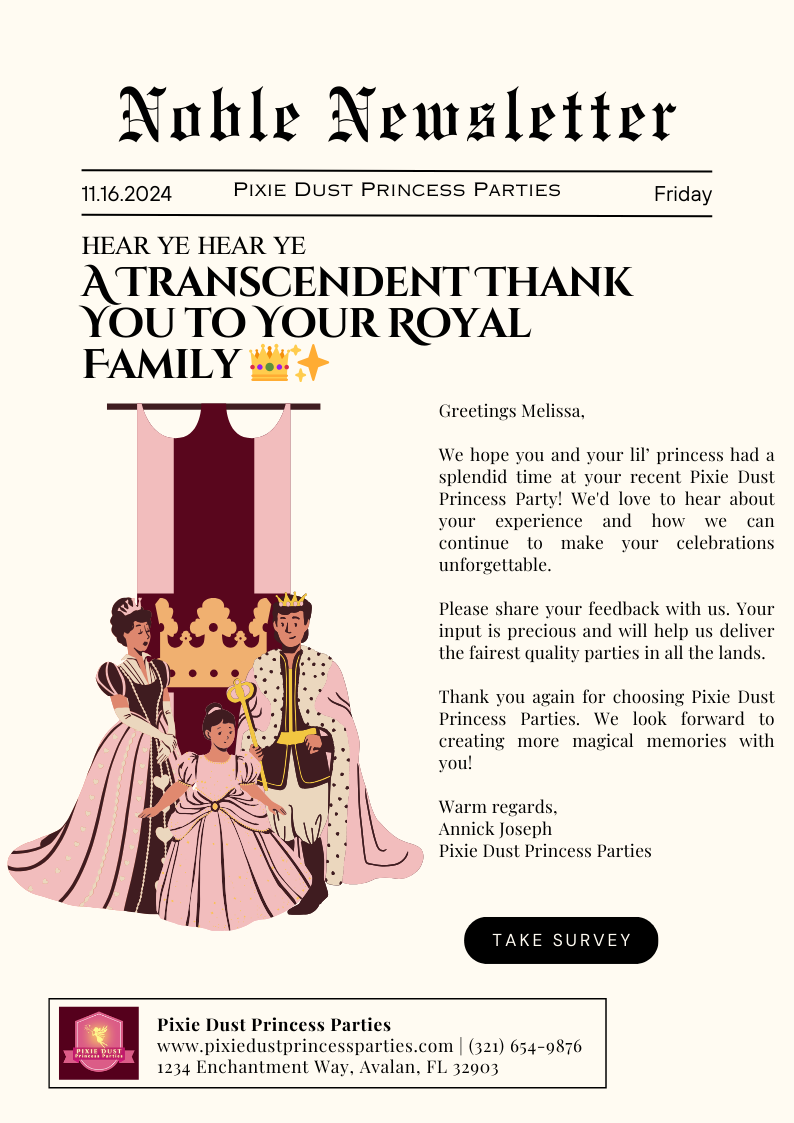 Noble Newsletter
11.16.2024 Pixie Dust Princess Parties Friday
HEAR YE HEAR YE
A Transcendent Thank
You to Your Royal
Family 👑✨
Greetings Melissa,
We hope you and your lil’ princess had a
splendid time at your recent Pixie Dust
Princess Party! We'd love to hear about
your experience and how we can
continue to make your celebrations
unforgettable.
Please share your feedback with us. Your
input is precious and will help us deliver
the fairest quality parties in all the lands.
Thank you again for choosing Pixie Dust
Princess Parties. We look forward to
creating more magical memories with
you!
Warm regards,
Annick Joseph
Pixie Dust Princess Parties
TAKE SURVEY
PIXIE DUST
Princess Parties
Pixie Dust Princess Parties
www.pixiedustprincessparties.com | (321) 654-9876
1234 Enchantment Way, Avalan, FL 32903